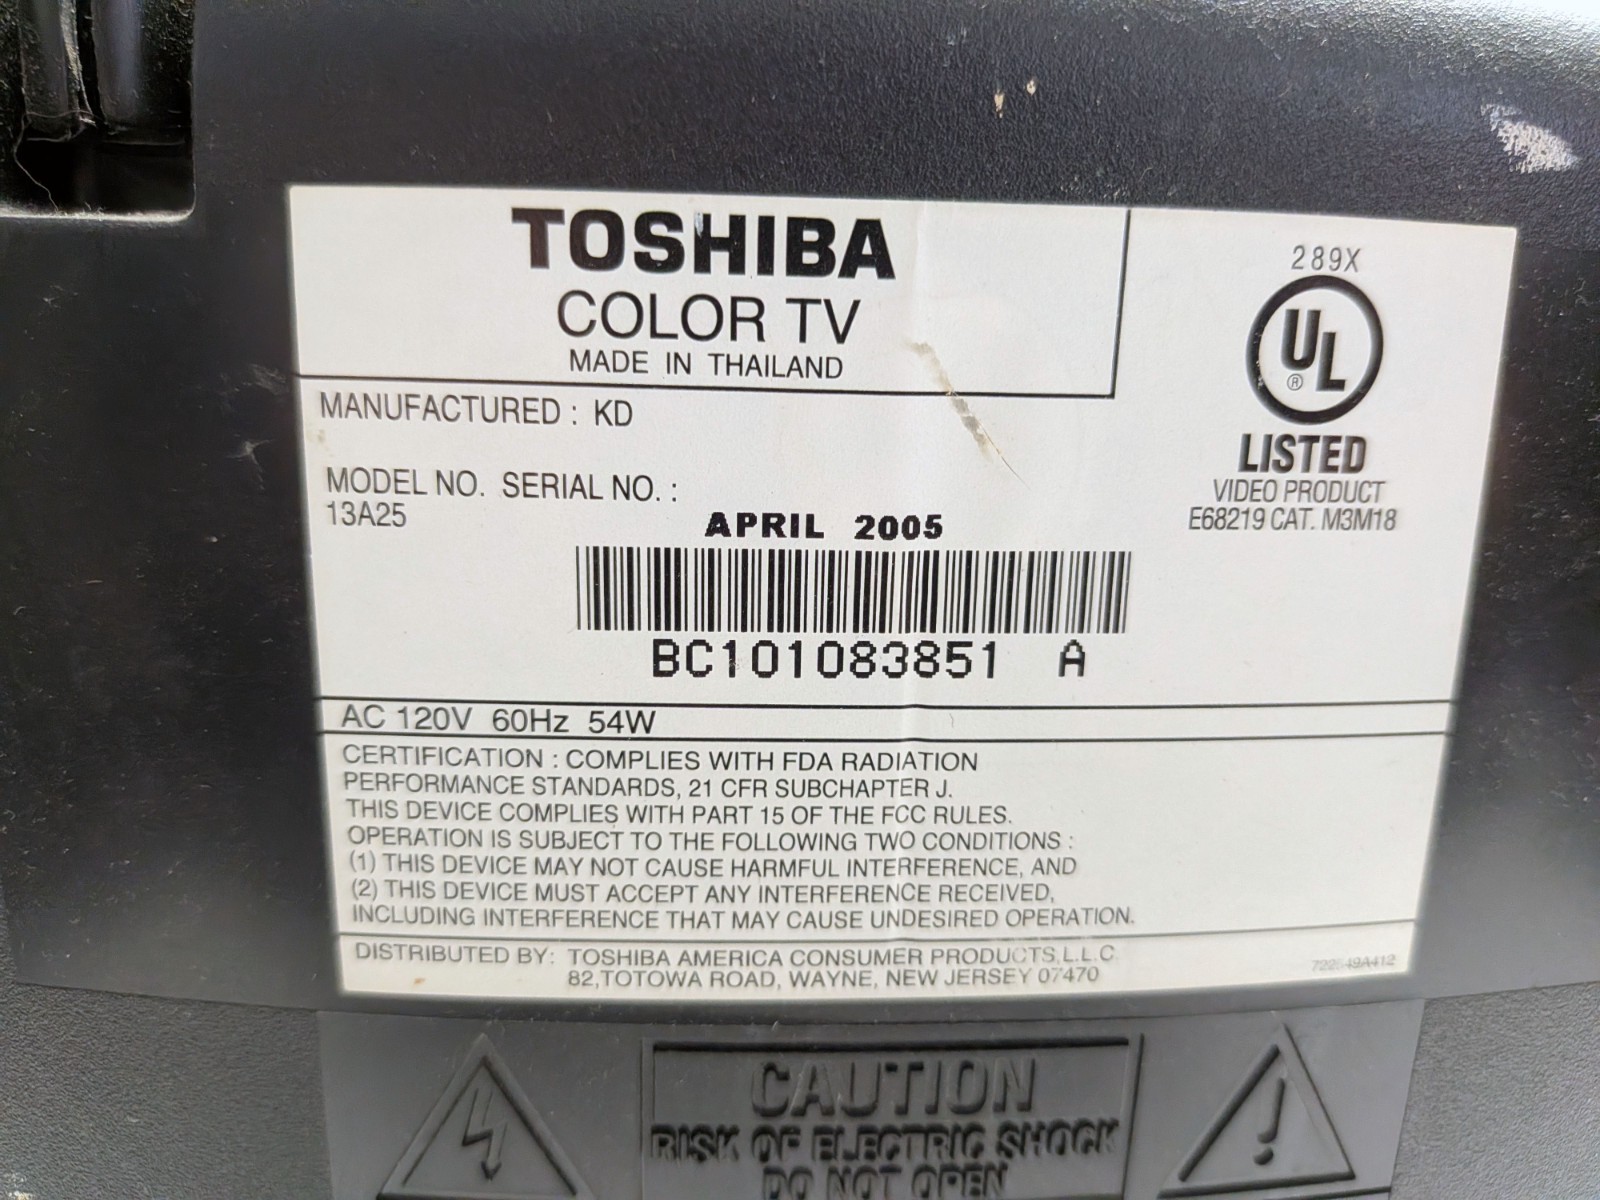 TOSHIBA
COLOR TV
MADE IN THAILAND
289X
UL
®
LISTED
VIDEO PRODUCT
E68219 CAT. M3M18
MANUFACTURED : KD
MODEL NO. SERIAL NO. :
13A25
APRIL 2005
BC101083851 A
AC 120V 60Hz 54W
CERTIFICATION : COMPLIES WITH FDA RADIATION
PERFORMANCE STANDARDS, 21 CFR SUBCHAPTER J.
THIS DEVICE COMPLIES WITH PART 15 OF THE FCC RULES.
OPERATION IS SUBJECT TO THE FOLLOWING TWO CONDITIONS :
(1) THIS DEVICE MAY NOT CAUSE HARMFUL INTERFERENCE, AND
(2) THIS DEVICE MUST ACCEPT ANY INTERFERENCE RECEIVED,
INCLUDING INTERFERENCE THAT MAY CAUSE UNDESIRED OPERATION.
DISTRIBUTED BY: TOSHIBA AMERICA CONSUMER PRODUCTS,L.L.C.
82,TOTOWA ROAD, WAYNE, NEW JERSEY 07470
CAUTION
RISK OF ELECTRIC SHOCK
DO NOT OPEN